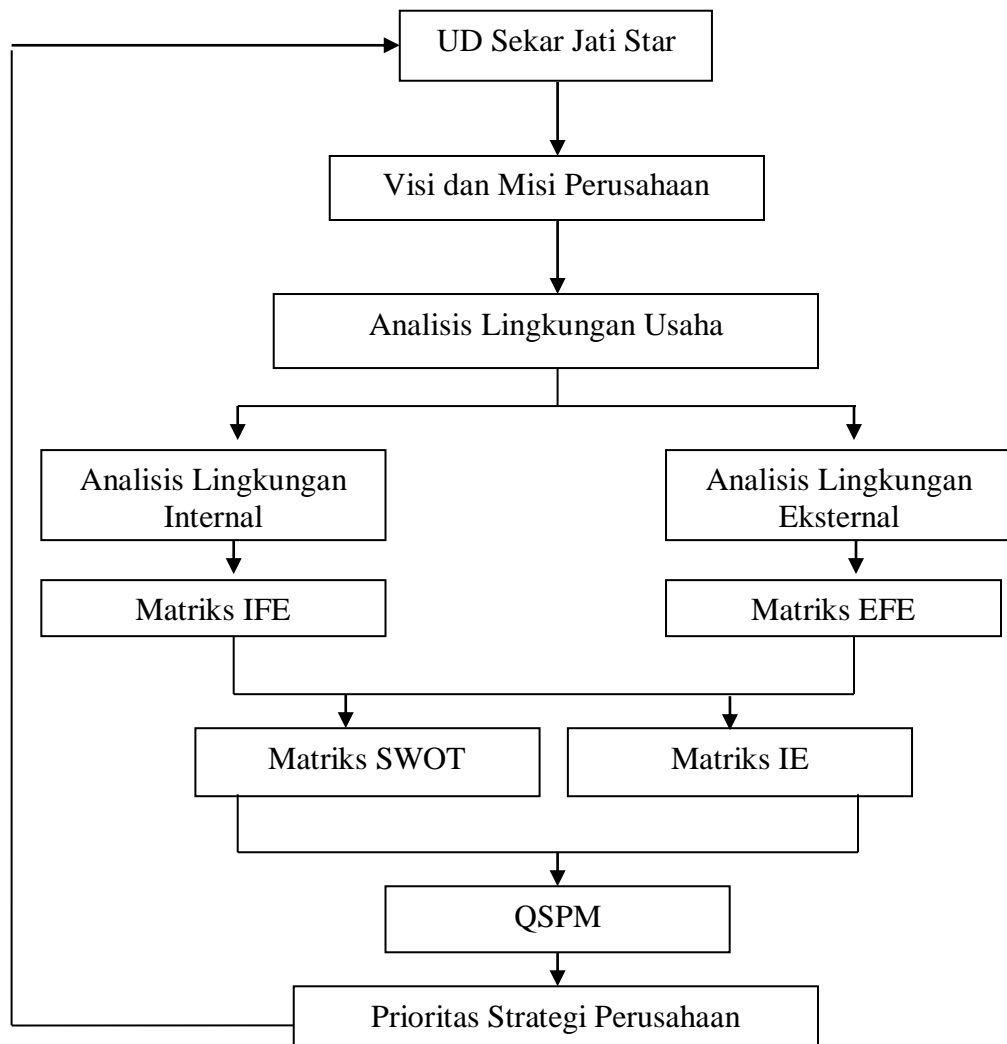 UD Sekar Jati Star
Visi dan Misi Perusahaan
Analisis Lingkungan Usaha
Analisis Lingkungan
Internal
Analisis Lingkungan
Eksternal
Matriks IFE
Matriks EFE
Matriks SWOT
Matriks IE
QSPM
Prioritas Strategi Perusahaan